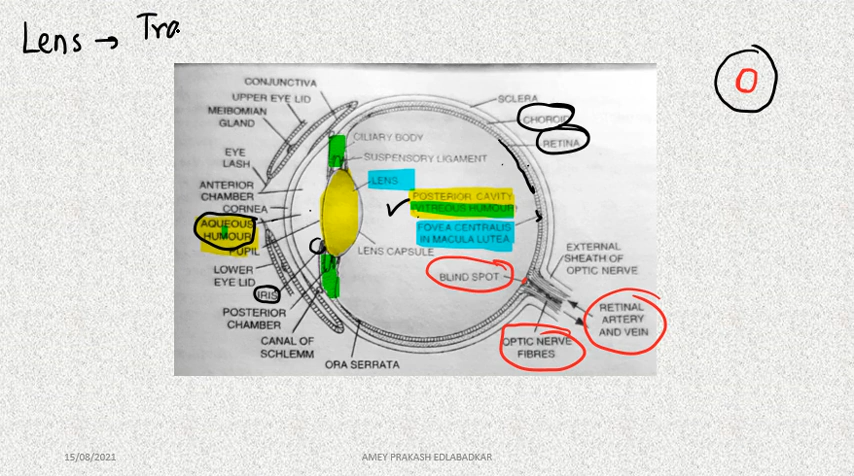 Lens → Tra
CONJUNCTIVA
UPPER EYE LID
MEIBOMIAN
GLAND
EYE
LASH
ANTERIOR
CHAMBER
CORNEA
AQUEOUS
HUMOUR
PUPIL
LOWER
EYE LID
IRIS
POSTERIOR
CHAMBER
CANAL OF
SCHLEMM
ORA SERRATA
SCLERA
CHOROID
RETINA
CILIARY BODY
SUSPENSORY LIGAMENT
LENS
POSTERIOR CAVITY
VITREOUS HUMOUR
FOVEA CENTRALIS
IN MACULA LUTEA
LENS CAPSULE
BLIND SPOT
EXTERNAL
SHEATH OF
OPTIC NERVE
RETINAL
ARTERY
AND VEIN
OPTIC NERVE
FIBRES
15/08/2021
AMEY PRAKASH EDLABADKAR